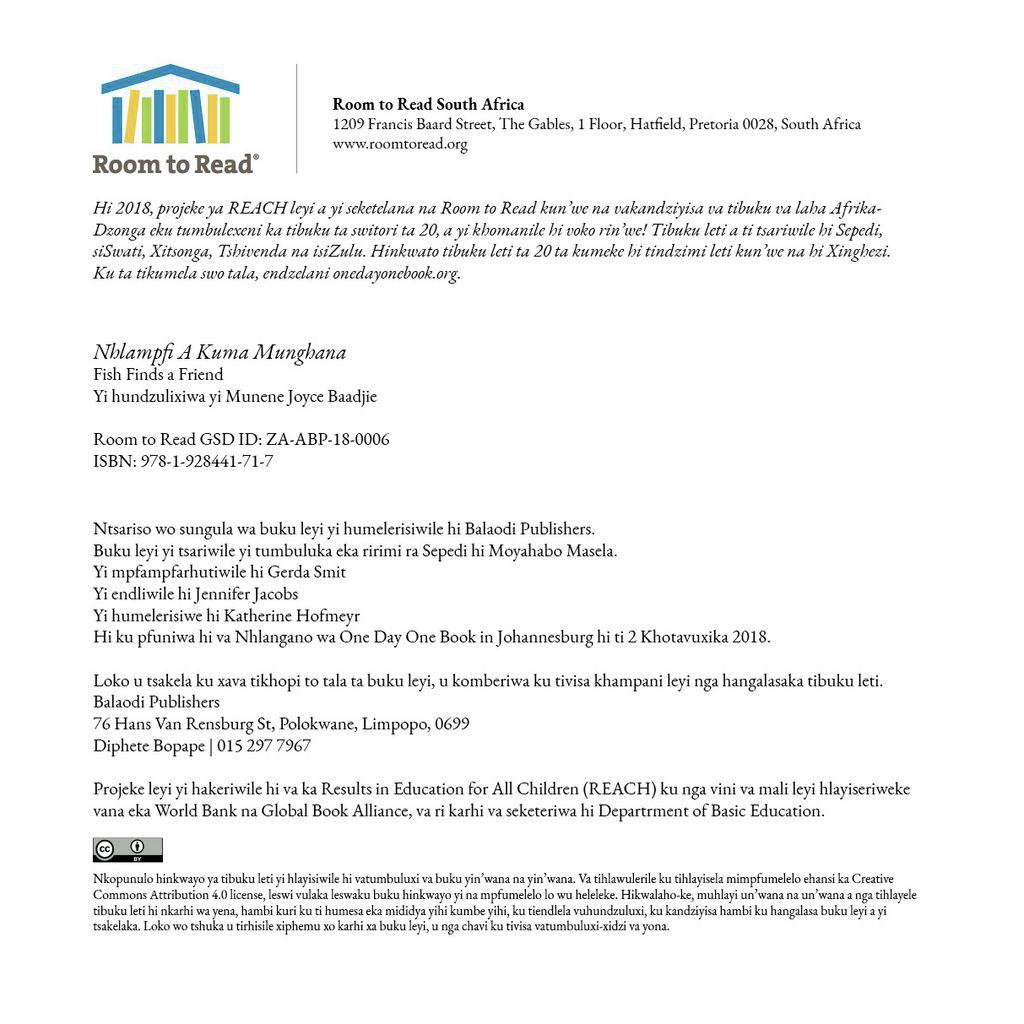 Room to Read®
Room to Read South Africa
1209 Francis Baard Street, The Gables, 1 Floor, Hatfield, Pretoria 0028, South Africa
www.roomtoread.org
Hi 2018, projeke ya REACH leyi a yi seketelana na Room to Read kun’we na vakandziyisa va tibuku va laha Afrika-
Dzonga eku tumbulexeni ka tibuku ta switori ta 20, a yi khomanile hi voko rin’we! Tibuku leti a ti tsariwile hi Sepedi,
siSwati, Xitsonga, Tshivenda na isiZulu. Hinkwato tibuku leti ta 20 ta kumeke hi tindzimi leti kun’we na hi Xinghezi.
Ku ta tikumela swo tala, endzelani onedayonebook.org.
Nhlampfi A Kuma Munghana
Fish Finds a Friend
Yi hundzulixiwa yi Munene Joyce Baadjie
Room to Read GSD ID: ZA-ABP-18-0006
ISBN: 978-1-928441-71-7
Ntsariso wo sungula wa buku leyi yi humelerisiwile hi Balaodi Publishers.
Buku leyi yi tsariwile yi tumbuluka eka ririmi ra Sepedi hi Moyahabo Masela.
Yi mpfampfarhutiwile hi Gerda Smit
Yi endliwile hi Jennifer Jacobs
Yi humelerisiwe hi Katherine Hofmeyr
Hi ku pfuniwa hi va Nhlangano wa One Day One Book in Johannesburg hi ti 2 Khotavuxika 2018.
Loko u tsakela ku xava tikhopi to tala ta buku leyi, u komberiwa ku tivisa khampani leyi nga hangalasaka tibuku leti.
Balaodi Publishers
76 Hans Van Rensburg St, Polokwane, Limpopo, 0699
Diphete Bopape | 015 297 7967
Projeke leyi yi hakeriwile hi va ka Results in Education for All Children (REACH) ku nga vini va mali leyi hlayiseriweke
vana eka World Bank na Global Book Alliance, va ri karhi va seketeriwa hi Departrment of Basic Education.
cc BY
Nkopunulo hinkwayo ya tibuku leti yi hlayisiwile hi vatumbuluxi va buku yin’wana na yin’wana. Va tihlawulerile ku tihlayisela mimpfumelelo ehansi ka Creative
Commons Attribution 4.0 license, leswi vulaka leswaku buku hinkwayo yi na mpfumelelo lo wu heleleke. Hikwalaho-ke, muhlayi un’wana na un’wana a nga tihlayele
tibuku leti hi nkarhi wa yena, hambi kuri ku ti humesa eka mididya yihi kumbe yihi, ku tiendlela vuhundzuluxi, ku kandziyisa hambi ku hangalasa buku leyi a yi
tsakelaka. Loko wo tshuka u tirhisile xiphemu xo karhi xa buku leyi, u nga chavi ku tivisa vatumbuluxi-xidzi va yona.